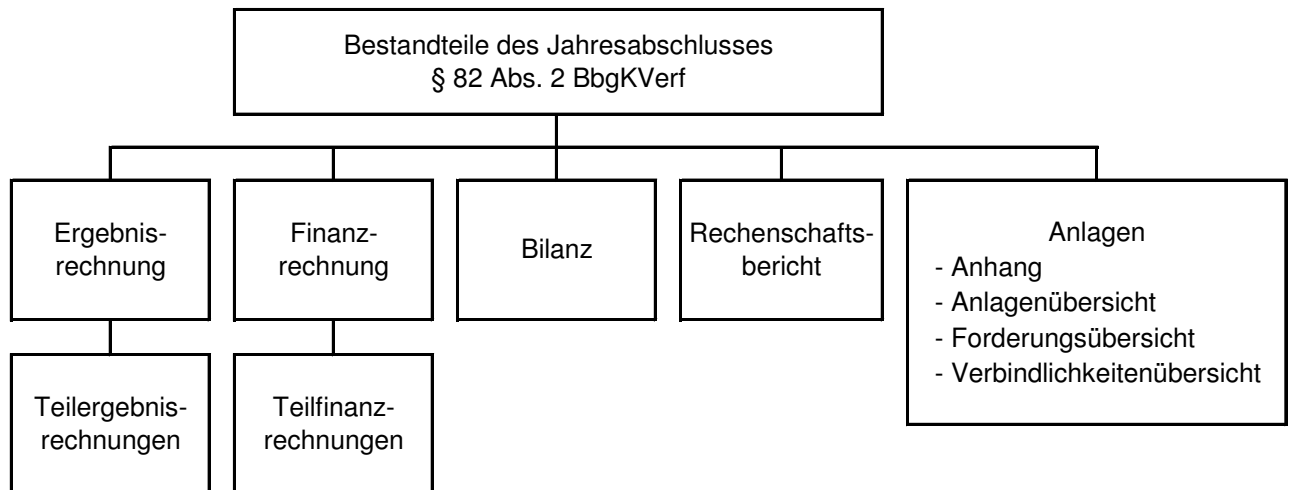 Bestandteile des Jahresabschlusses
§ 82 Abs. 2 BbgKVerf
Ergebnis-
rechnung
Finanz-
rechnung
Bilanz
Rechenschafts-
bericht
Anlagen
- Anhang
- Anlagenübersicht
- Forderungsübersicht
- Verbindlichkeitenübersicht
Teilergebnis-
rechnungen
Teilfinanz-
rechnungen